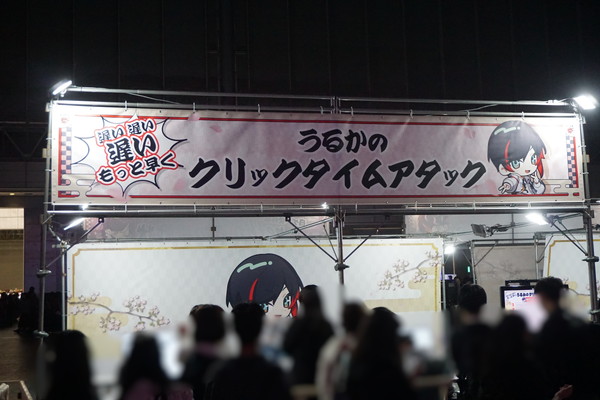 遅い 遅い
遅い
もっと早く
うるかの
クリックタイムアタック